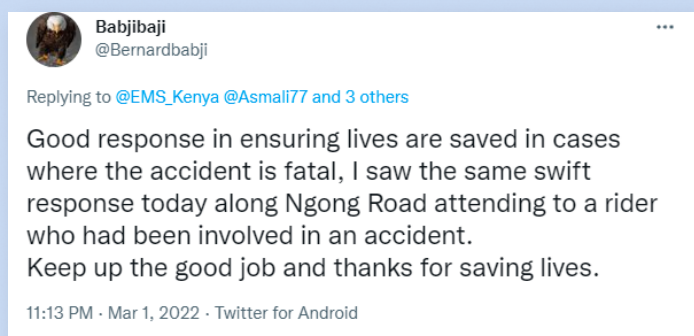 Babjibaji
@Bernardbabji
Replying to @EMS_Kenya @Asmali77 and 3 others
Good response in ensuring lives are saved in cases
where the accident is fatal, I saw the same swift
response today along Ngong Road attending to a rider
who had been involved in an accident.
Keep up the good job and thanks for saving lives.
11:13 PM · Mar 1, 2022 · Twitter for Android